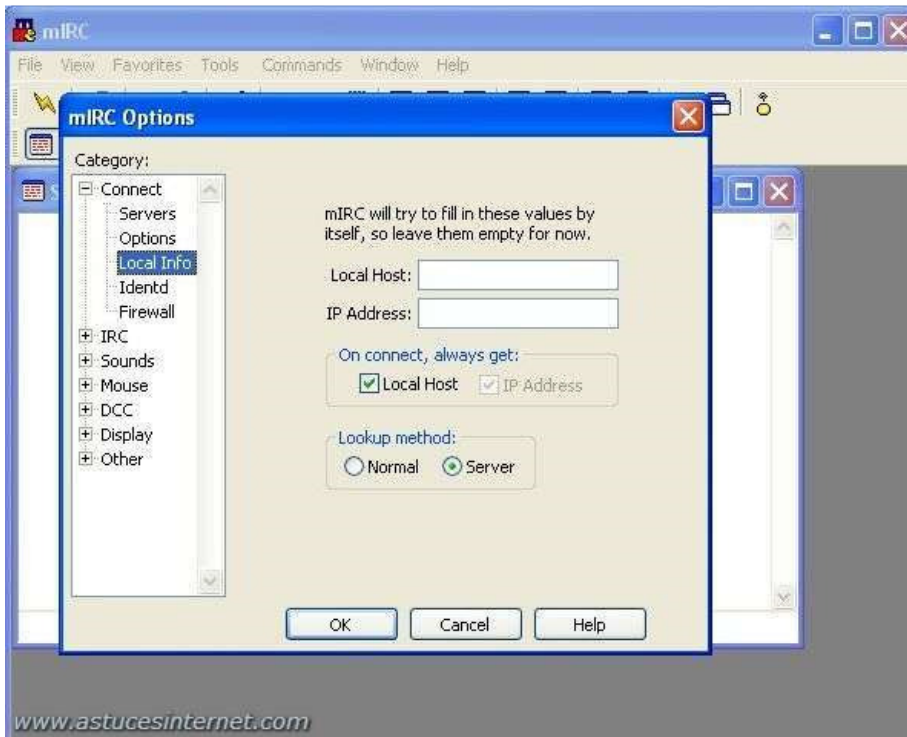 mIRC
File View Favorites Tools Commands Window Help
mIRC Options
Category:
Connect
Servers
Options
Local Info
Identd
Firewall
IRC
Sounds
Mouse
DCC
Display
Other
mIRC will try to fill in these values by
itself, so leave them empty for now.
Local Host:
IP Address:
On connect, always get:
Local Host IP Address
Lookup method:
Normal Server
OK Cancel Help
www.astucesinternet.com